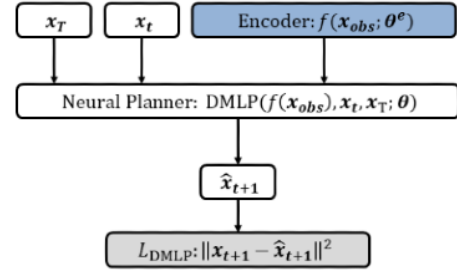 x_T x_t Encoder: f(x_obs; θ^e)
Neural Planner: DMLP(f(x_obs), x_t, x_T; θ)
x̂_{t+1}
L_DMLP: ‖x_{t+1} − x̂_{t+1}‖²